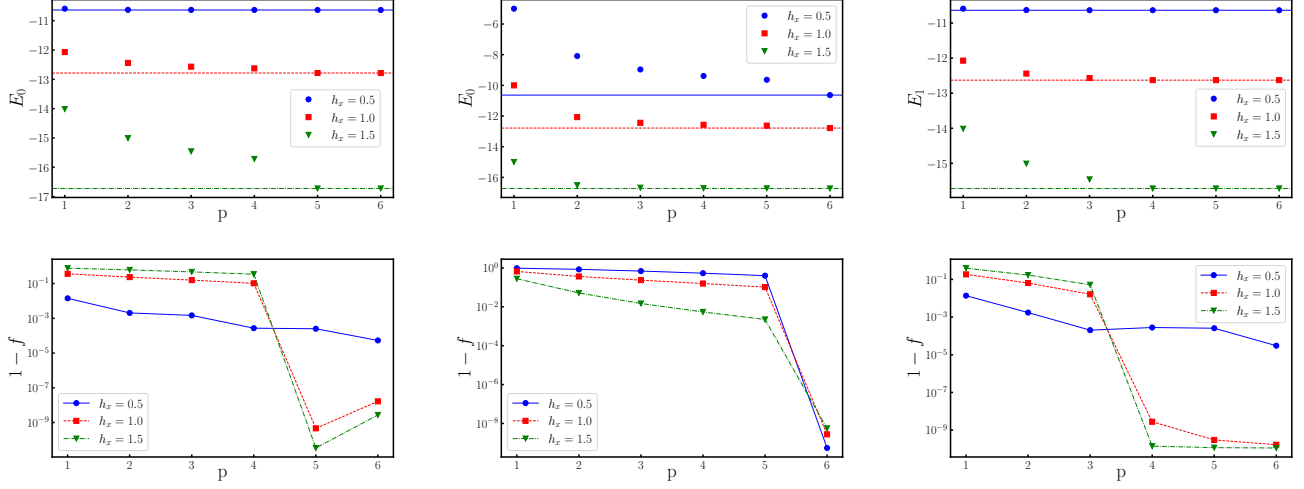 −11
−12
−13
−14
−15
−16
−17
E₀
1 2 3 4 5 6
p
hₓ = 0.5
hₓ = 1.0
hₓ = 1.5
−6
−8
−10
−12
−14
−16
E₀
1 2 3 4 5 6
p
hₓ = 0.5
hₓ = 1.0
hₓ = 1.5
−11
−12
−13
−14
−15
E₁
1 2 3 4 5 6
p
hₓ = 0.5
hₓ = 1.0
hₓ = 1.5
10⁻¹
10⁻³
10⁻⁵
10⁻⁷
10⁻⁹
1 − f
1 2 3 4 5 6
p
hₓ = 0.5
hₓ = 1.0
hₓ = 1.5
10⁰
10⁻²
10⁻⁴
10⁻⁶
10⁻⁸
1 − f
1 2 3 4 5 6
p
hₓ = 0.5
hₓ = 1.0
hₓ = 1.5
10⁻¹
10⁻³
10⁻⁵
10⁻⁷
10⁻⁹
1 − f
1 2 3 4 5 6
p
hₓ = 0.5
hₓ = 1.0
hₓ = 1.5